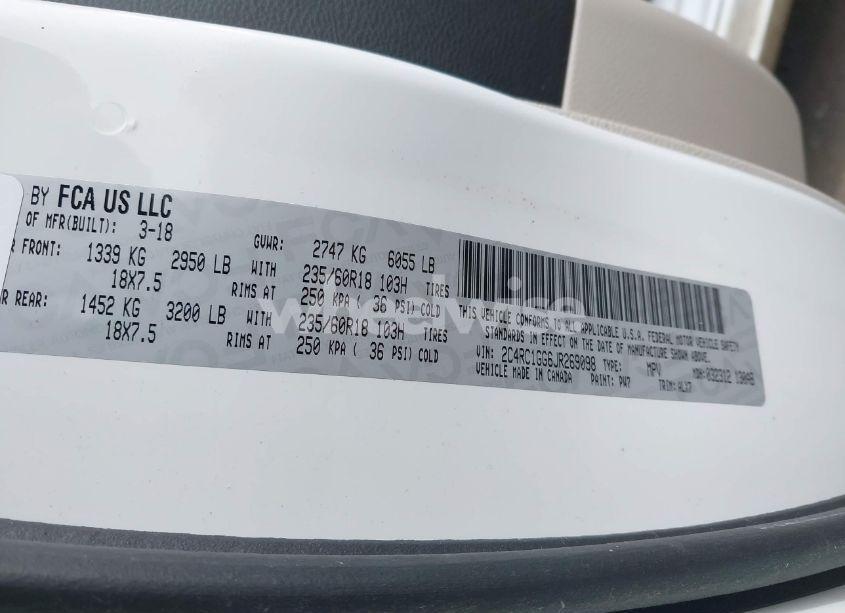 BY FCA US LLC
OF MFR(BUILT): 3-18 GVWR: 2747 KG 6055 LB
FRONT: 1339 KG 2950 LB WITH 235/60R18 103H TIRES
18X7.5 RIMS AT 250 KPA ( 36 PSI) COLD
REAR: 1452 KG 3200 LB WITH 235/60R18 103H TIRES
18X7.5 RIMS AT 250 KPA ( 36 PSI) COLD
THIS VEHICLE CONFORMS TO ALL APPLICABLE U.S.A. FEDERAL MOTOR VEHICLE SAFETY
STANDARDS IN EFFECT ON THE DATE OF MANUFACTURE SHOWN ABOVE.
VIN: 2C4RC1GG6JR269098 TYPE: MPV MDH: 032312 
VEHICLE MADE IN CANADA PAINT: PW7 TRIM:
wheelwise